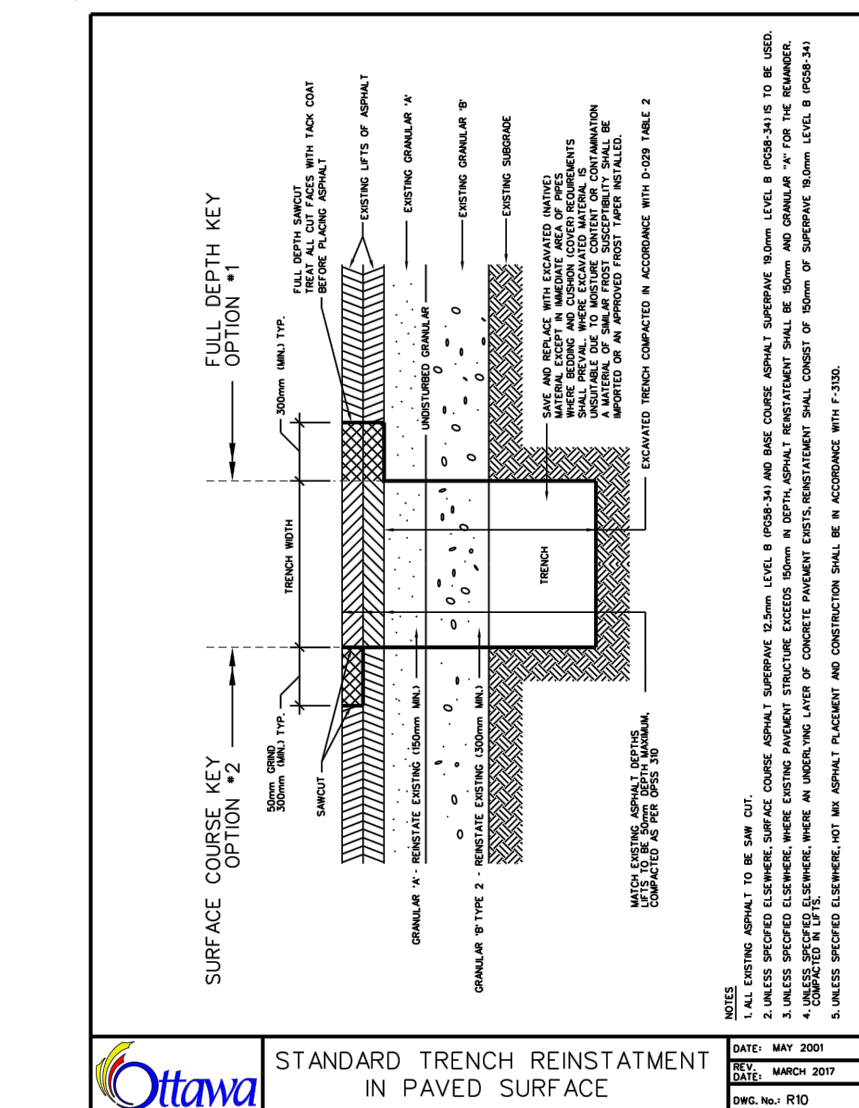 SURFACE COURSE KEY
OPTION #2
FULL DEPTH KEY
OPTION #1
50mm GRIND
300mm (MIN.) TYP.
TRENCH WIDTH
300mm (MIN.) TYP.
SAWCUT
FULL DEPTH SAWCUT
TREAT ALL CUT FACES WITH TACK COAT
BEFORE PLACING ASPHALT
EXISTING LIFTS OF ASPHALT
EXISTING GRANULAR 'A'
UNDISTURBED GRANULAR
EXISTING GRANULAR 'B'
EXISTING SUBGRADE
GRANULAR 'A' - REINSTATE EXISTING (150mm MIN.)
GRANULAR 'B' TYPE 2 - REINSTATE EXISTING (300mm MIN.)
TRENCH
SAVE AND REPLACE WITH EXCAVATED (NATIVE)
MATERIAL EXCEPT IN IMMEDIATE AREA OF PIPES
WHERE BEDDING AND CUSHION (COVER) REQUIREMENTS
SHALL PREVAIL. WHERE EXCAVATED MATERIAL IS
UNSUITABLE DUE TO MOISTURE CONTENT OR CONTAMINATION
A MATERIAL OF SIMILAR FROST SUSCEPTIBILITY SHALL BE
IMPORTED OR AN APPROVED FROST TAPER INSTALLED.
MATCH EXISTING ASPHALT DEPTHS
LIFTS TO BE 50mm DEPTH MAXIMUM,
COMPACTED AS PER OPSS 310
EXCAVATED TRENCH COMPACTED IN ACCORDANCE WITH D-029 TABLE 2
NOTES
1. ALL EXISTING ASPHALT TO BE SAW CUT.
2. UNLESS SPECIFIED ELSEWHERE, SURFACE COURSE ASPHALT SUPERPAVE 12.5mm LEVEL B (PG58-34) AND BASE COURSE ASPHALT SUPERPAVE 19.0mm LEVEL B (PG58-34) IS TO BE USED.
3. UNLESS SPECIFIED ELSEWHERE, WHERE EXISTING PAVEMENT STRUCTURE EXCEEDS 150mm IN DEPTH, ASPHALT REINSTATEMENT SHALL BE 150mm AND GRANULAR "A" FOR THE REMAINDER.
4. UNLESS SPECIFIED ELSEWHERE, WHERE AN UNDERLYING LAYER OF CONCRETE PAVEMENT EXISTS, REINSTATEMENT SHALL CONSIST OF 150mm OF SUPERPAVE 19.0mm LEVEL B (PG58-34)
COMPACTED IN LIFTS.
5. UNLESS SPECIFIED ELSEWHERE, HOT MIX ASPHALT PLACEMENT AND CONSTRUCTION SHALL BE IN ACCORDANCE WITH F-3130.
Ottawa
STANDARD TRENCH REINSTATMENT
IN PAVED SURFACE
DATE: MAY 2001
REV. DATE: MARCH 2017
DWG. No.: R10